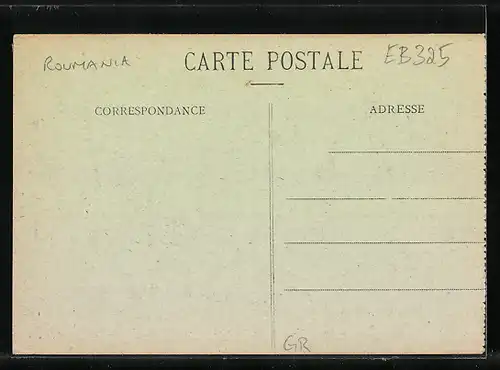 ROUMANIA CARTE POSTALE EB325
CORRESPONDANCE ADRESSE
GR